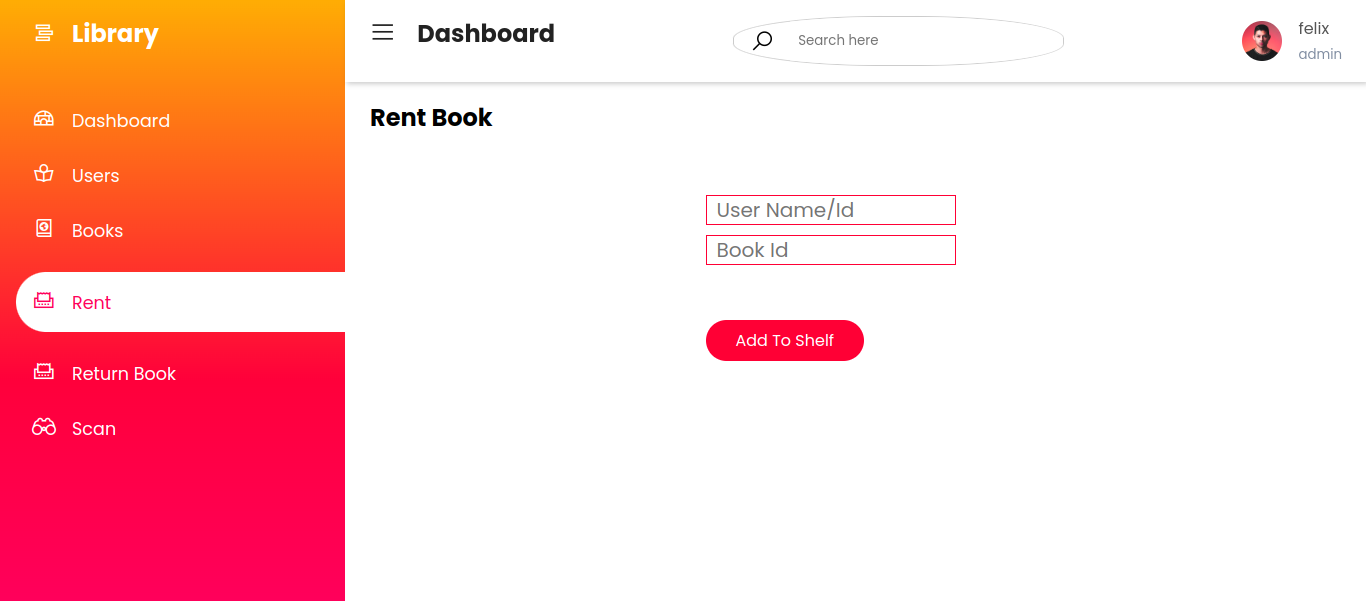 Library
Dashboard
Users
Books
Rent
Return Book
Scan
Dashboard
Search here
felix
admin
Rent Book
User Name/Id
Book Id
Add To Shelf